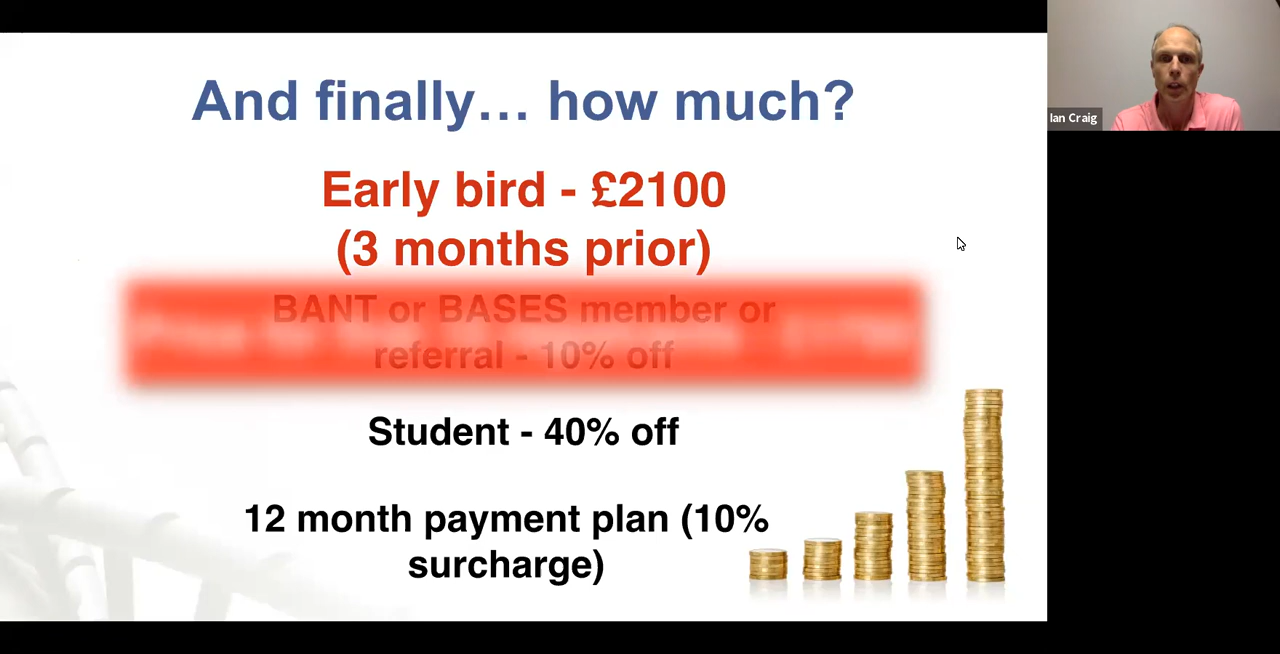 And finally… how much?
Ian Craig
Early bird - £2100
(3 months prior)
BANT or BASES member or
referral - 10% off
Student - 40% off
12 month payment plan (10%
surcharge)